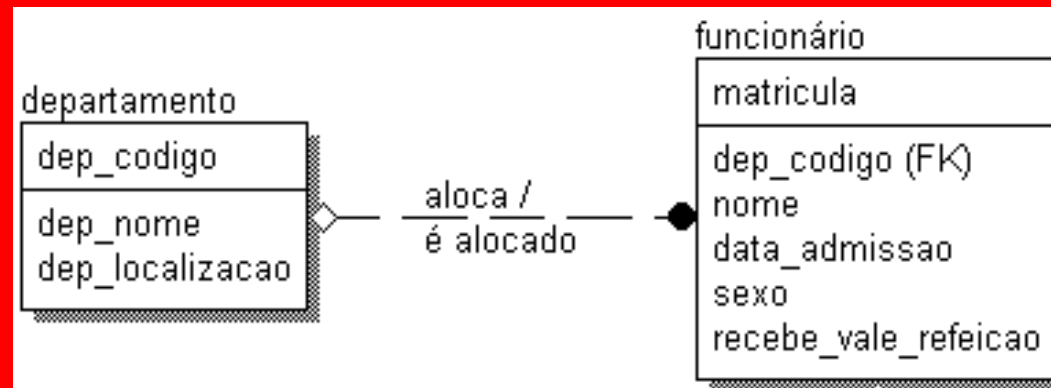 departamento
dep_codigo
dep_nome
dep_localizacao
aloca /
é alocado
funcionário
matricula
dep_codigo (FK)
nome
data_admissao
sexo
recebe_vale_refeicao